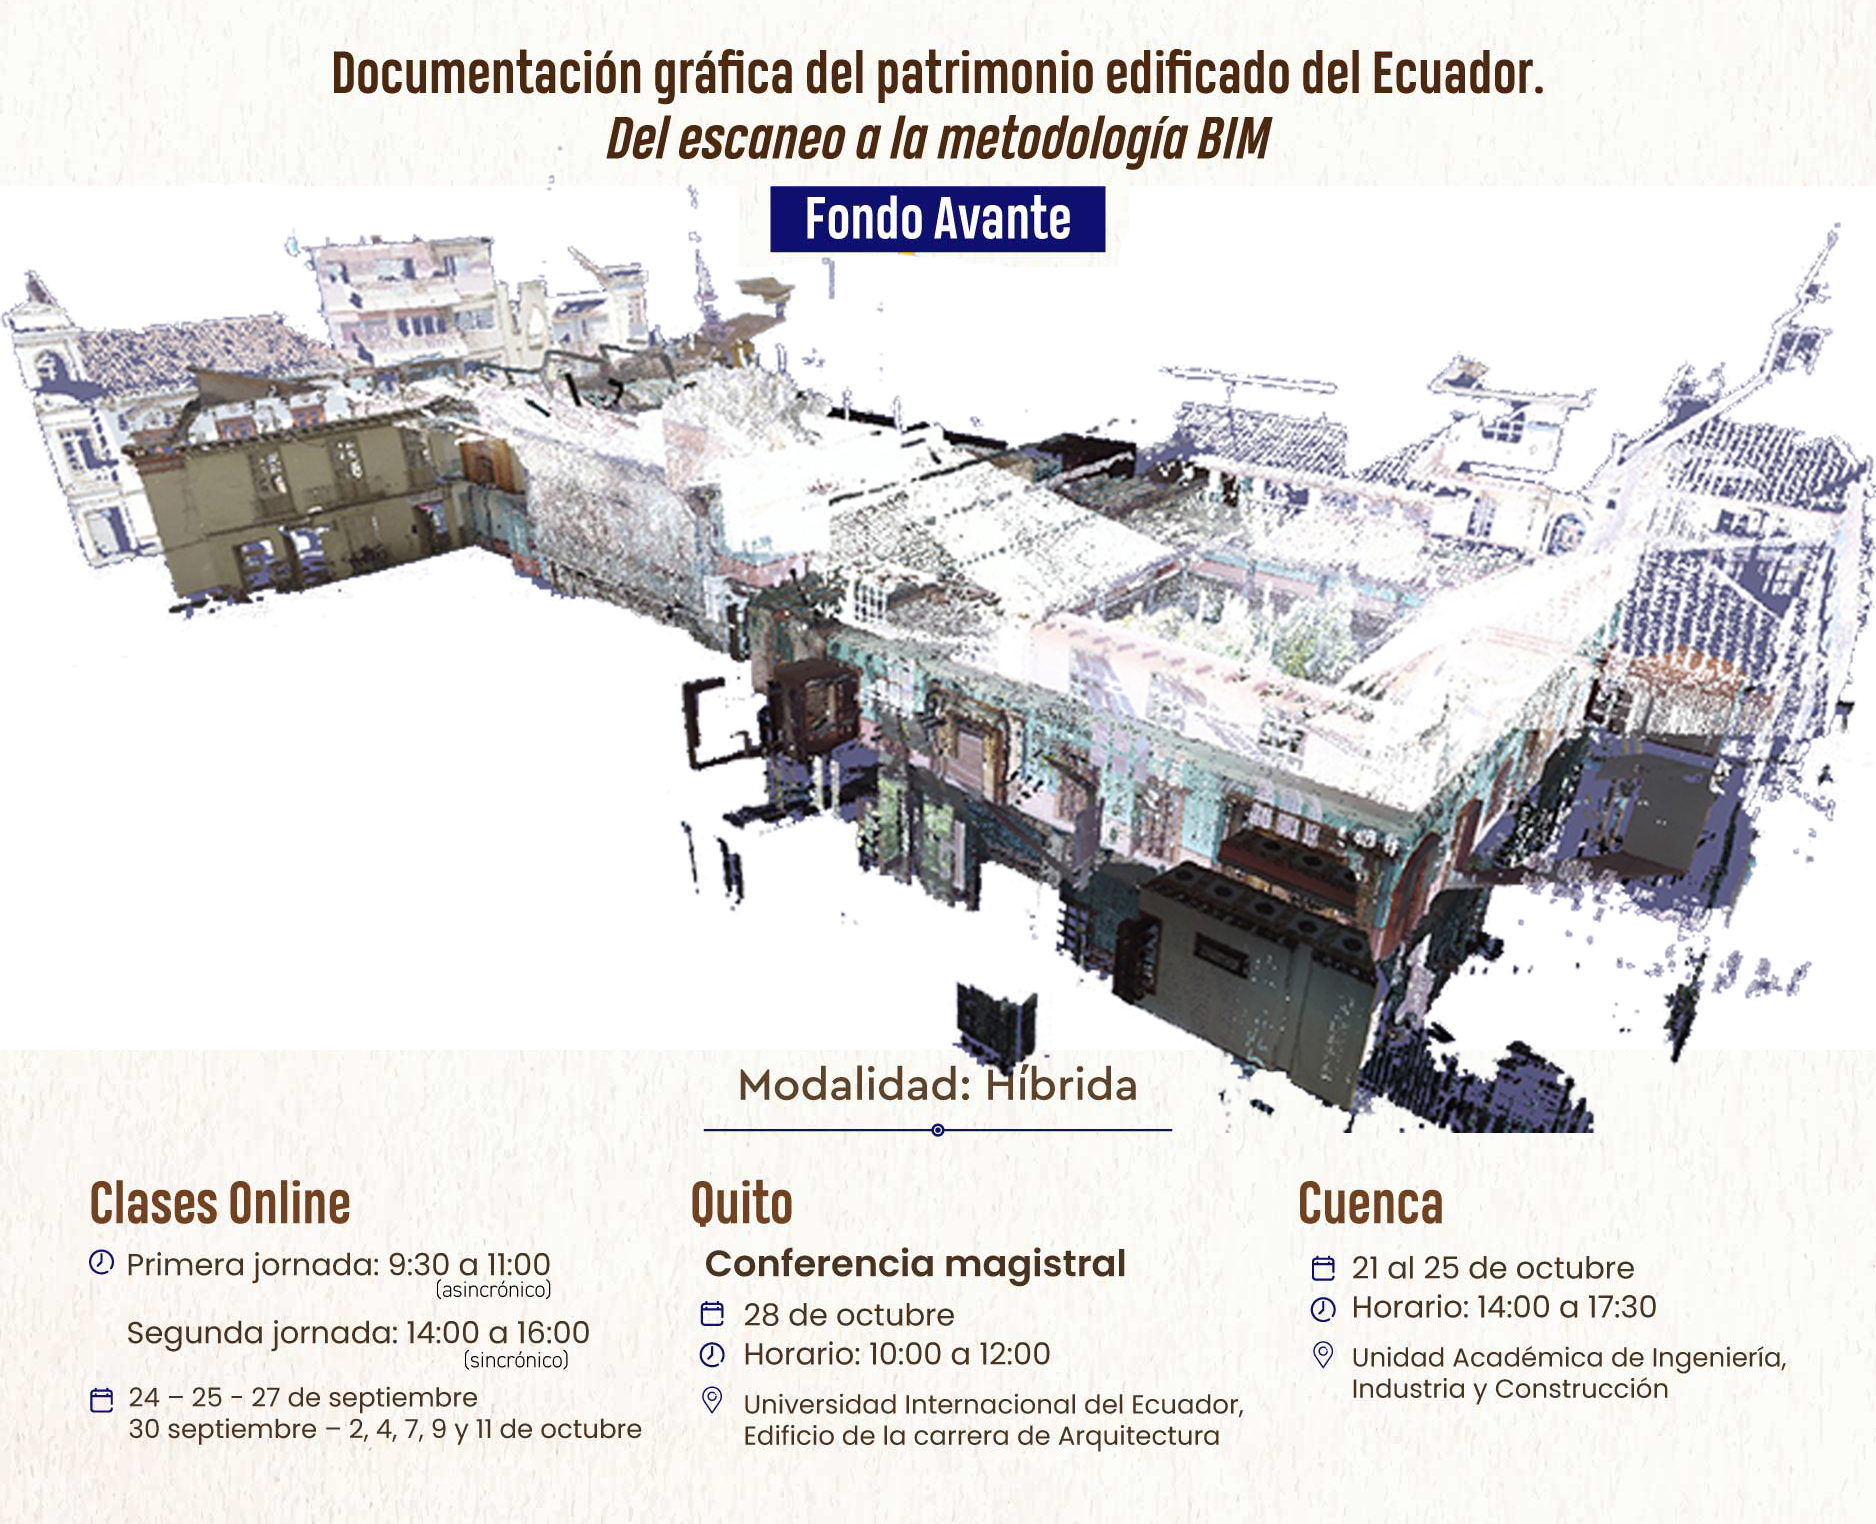 Documentación gráfica del patrimonio edificado del Ecuador.
Del escaneo a la metodología BIM
Fondo Avante
Modalidad: Híbrida
Clases Online
Primera jornada: 9:30 a 11:00
(asincrónico)
Segunda jornada: 14:00 a 16:00
(sincrónico)
24 – 25 - 27 de septiembre
30 septiembre – 2, 4, 7, 9 y 11 de octubre
Quito
Conferencia magistral
28 de octubre
Horario: 10:00 a 12:00
Universidad Internacional del Ecuador,
Edificio de la carrera de Arquitectura
Cuenca
21 al 25 de octubre
Horario: 14:00 a 17:30
Unidad Académica de Ingeniería,
Industria y Construcción